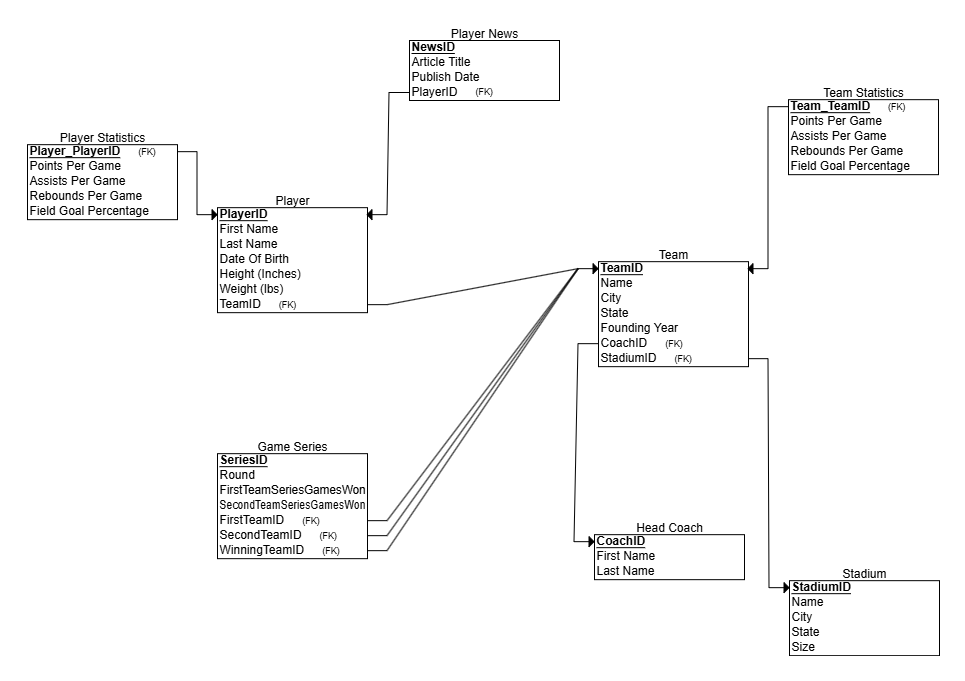 Player News
NewsID
Article Title
Publish Date
PlayerID (FK)
Team Statistics
Team_TeamID (FK)
Points Per Game
Assists Per Game
Rebounds Per Game
Field Goal Percentage
Player Statistics
Player_PlayerID (FK)
Points Per Game
Assists Per Game
Rebounds Per Game
Field Goal Percentage
Player
PlayerID
First Name
Last Name
Date Of Birth
Height (Inches)
Weight (lbs)
TeamID (FK)
Team
TeamID
Name
City
State
Founding Year
CoachID (FK)
StadiumID (FK)
Game Series
SeriesID
Round
FirstTeamSeriesGamesWon
SecondTeamSeriesGamesWon
FirstTeamID (FK)
SecondTeamID (FK)
WinningTeamID (FK)
Head Coach
CoachID
First Name
Last Name
Stadium
StadiumID
Name
City
State
Size